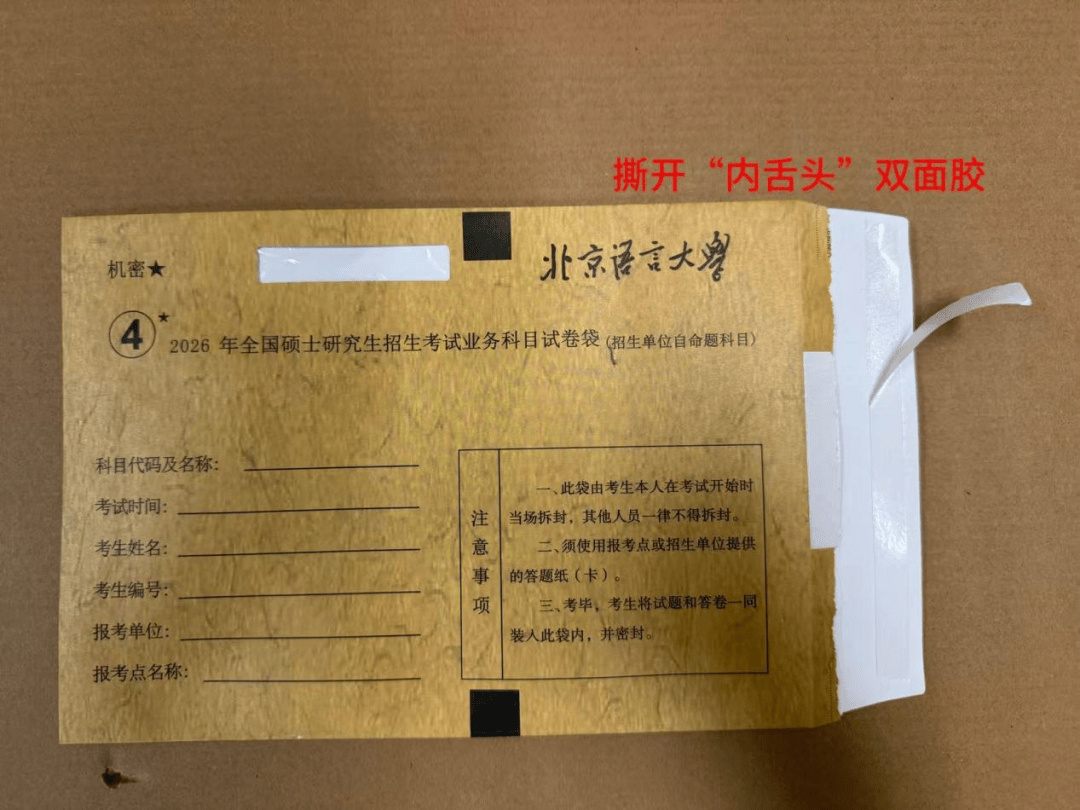 撕开“内舌头”双面胶
机密★
北京语言大學
④★
2026 年全国硕士研究生招生考试业务科目试卷袋(招生单位自命题科目)
科目代码及名称:
考试时间:
考生姓名:
考生编号:
报考单位:
报考点名称:
注意事项
一、此袋由考生本人在考试开始时
当场拆封,其他人员一律不得拆封。
二、须使用报考点或招生单位提供
的答题纸(卡)。
三、考毕,考生将试题和答卷一同
装入此袋内,并密封。